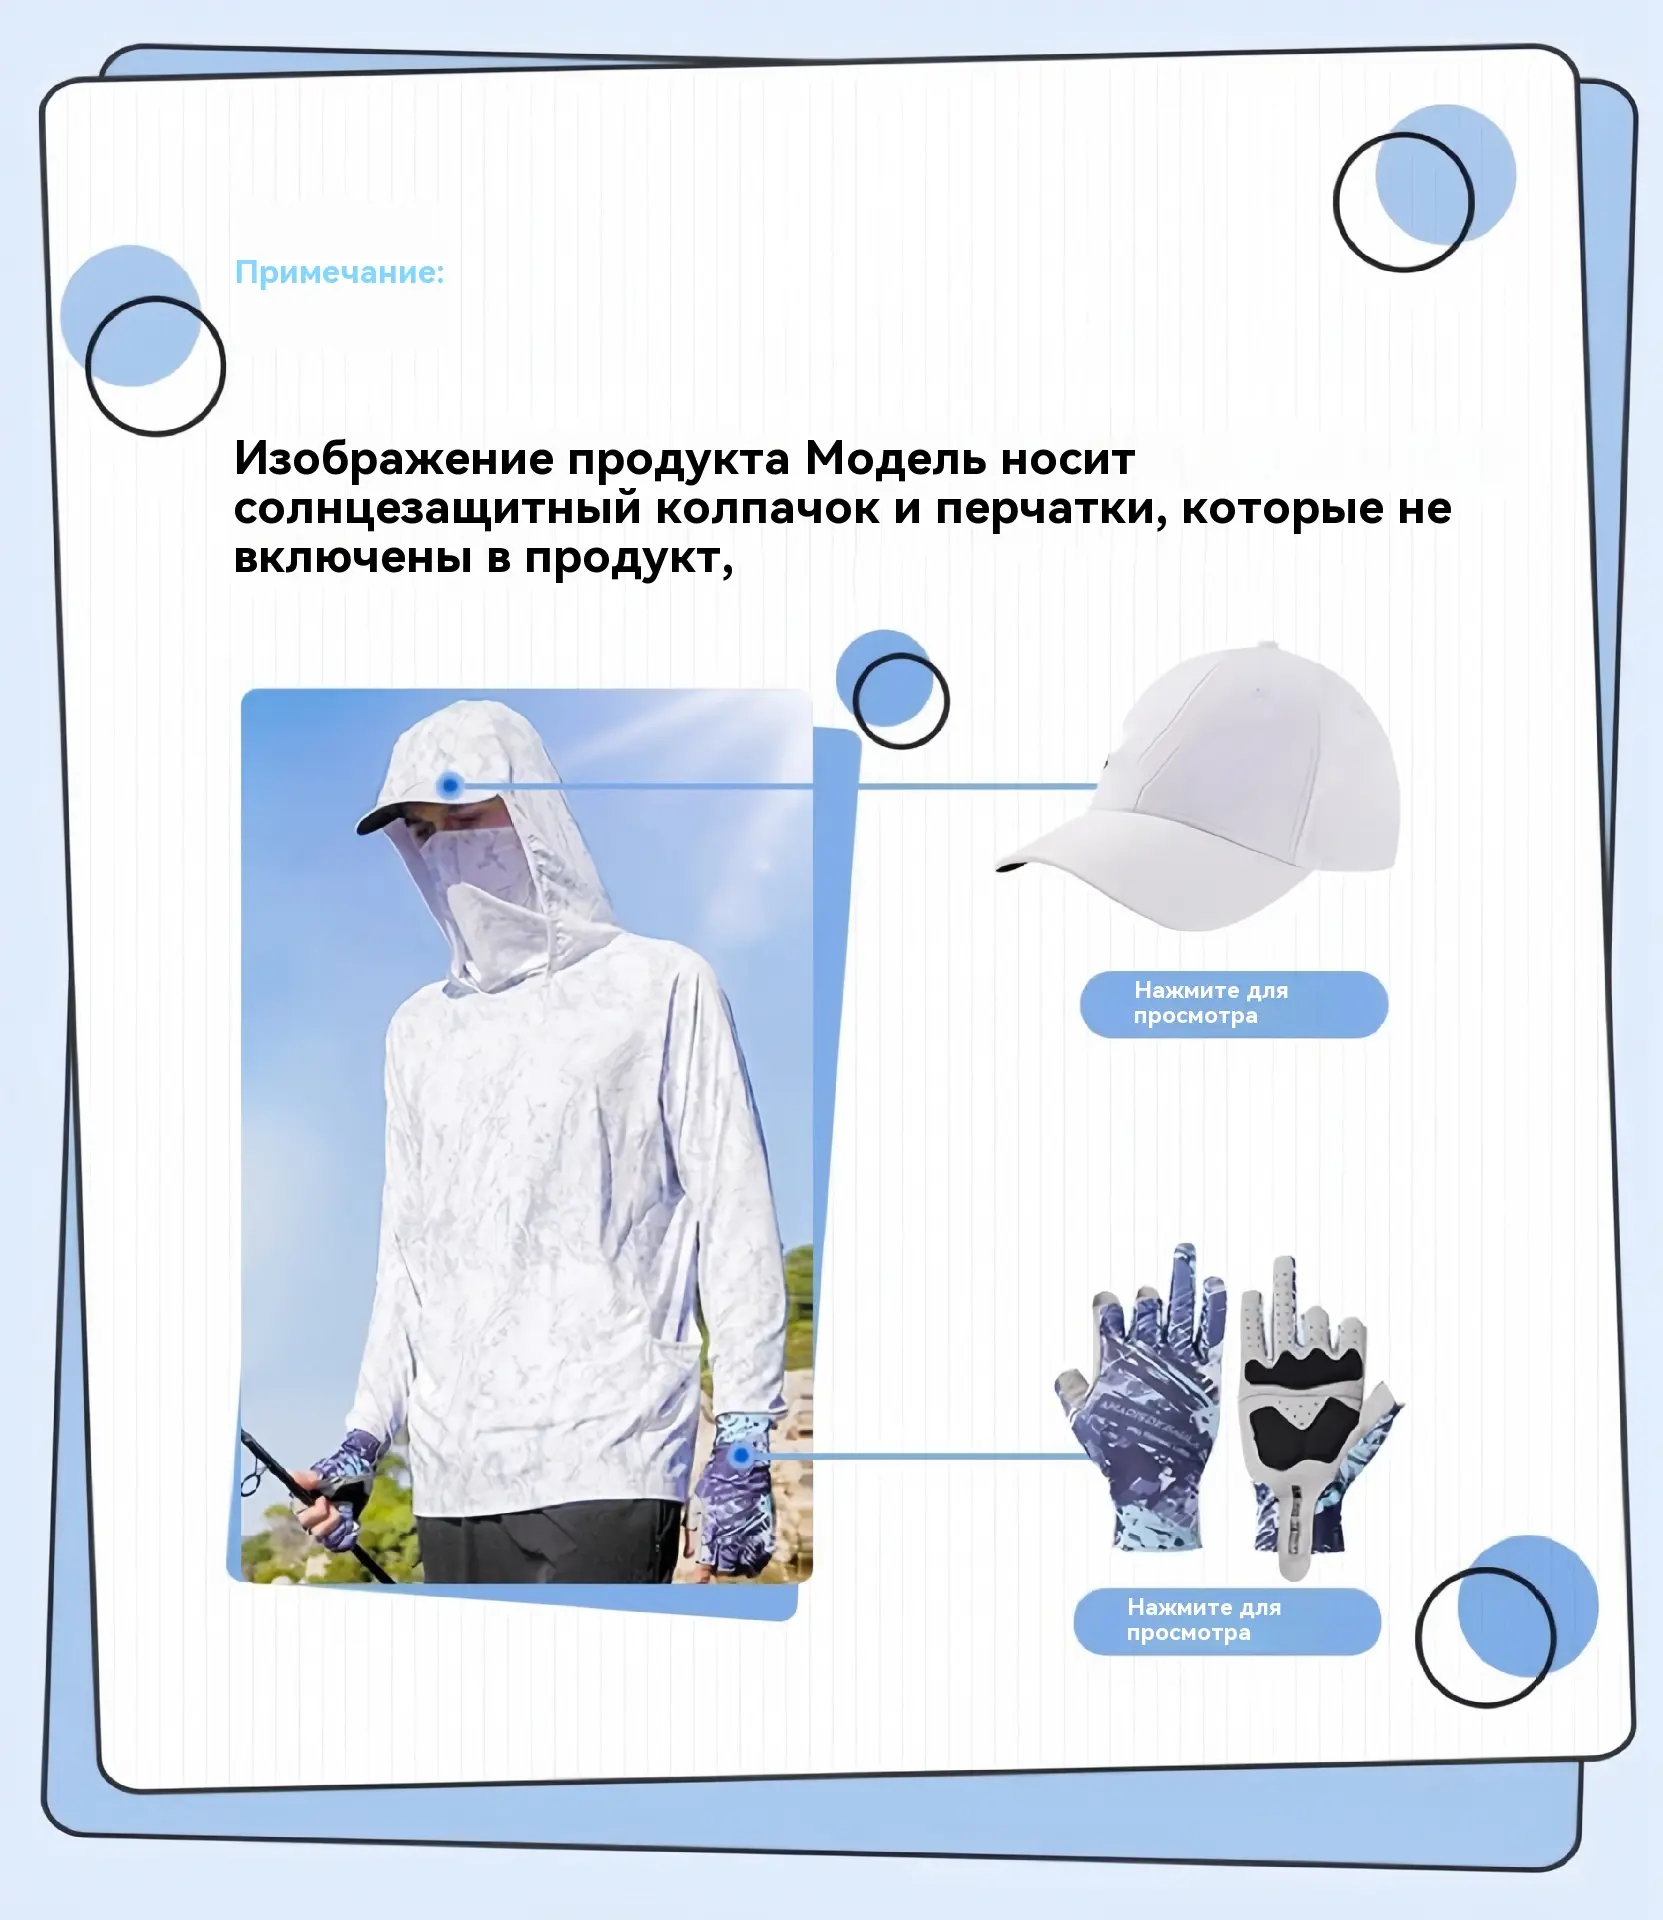 Примечание:
Изображение продукта Модель носит
солнцезащитный колпачок и перчатки, которые не
включены в продукт,
Нажмите для
просмотра
Нажмите для
просмотра